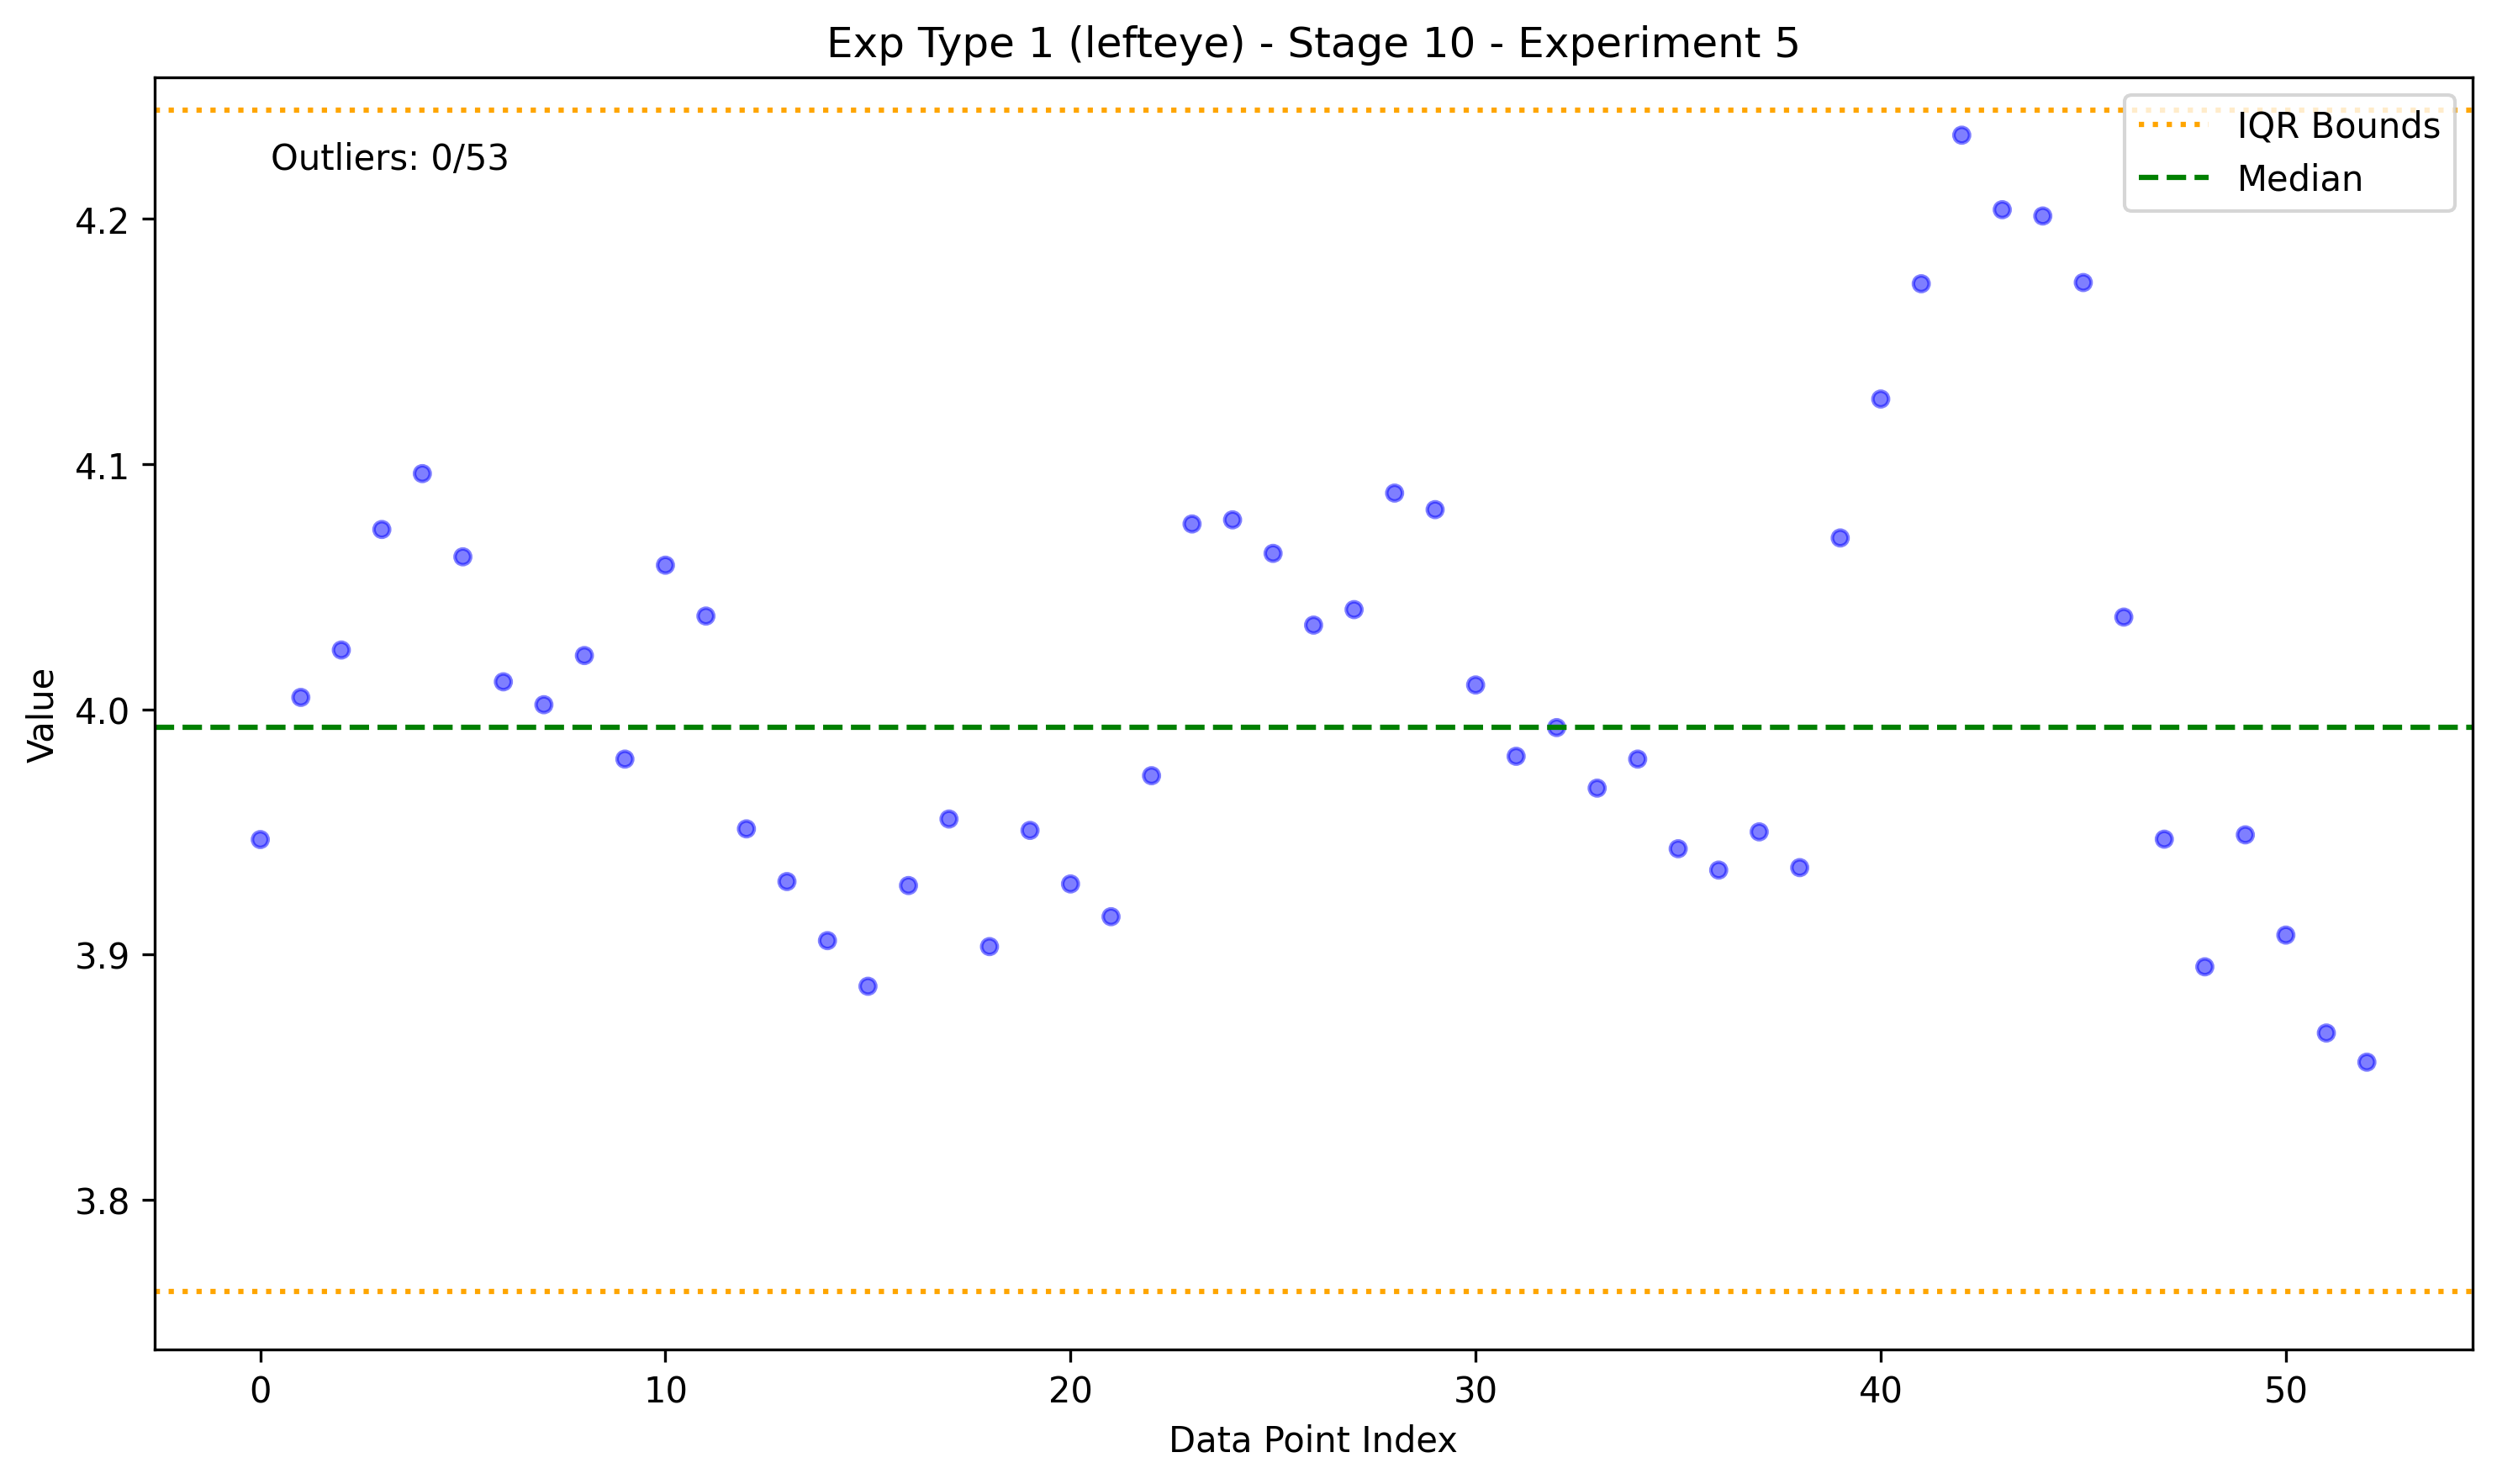 Exp Type 1 (lefteye) - Stage 10 - Experiment 5
IQR Bounds
Median
Outliers: 0/53
4.2
4.1
4.0
3.9
3.8
Value
0 10 20 30 40 50
Data Point Index